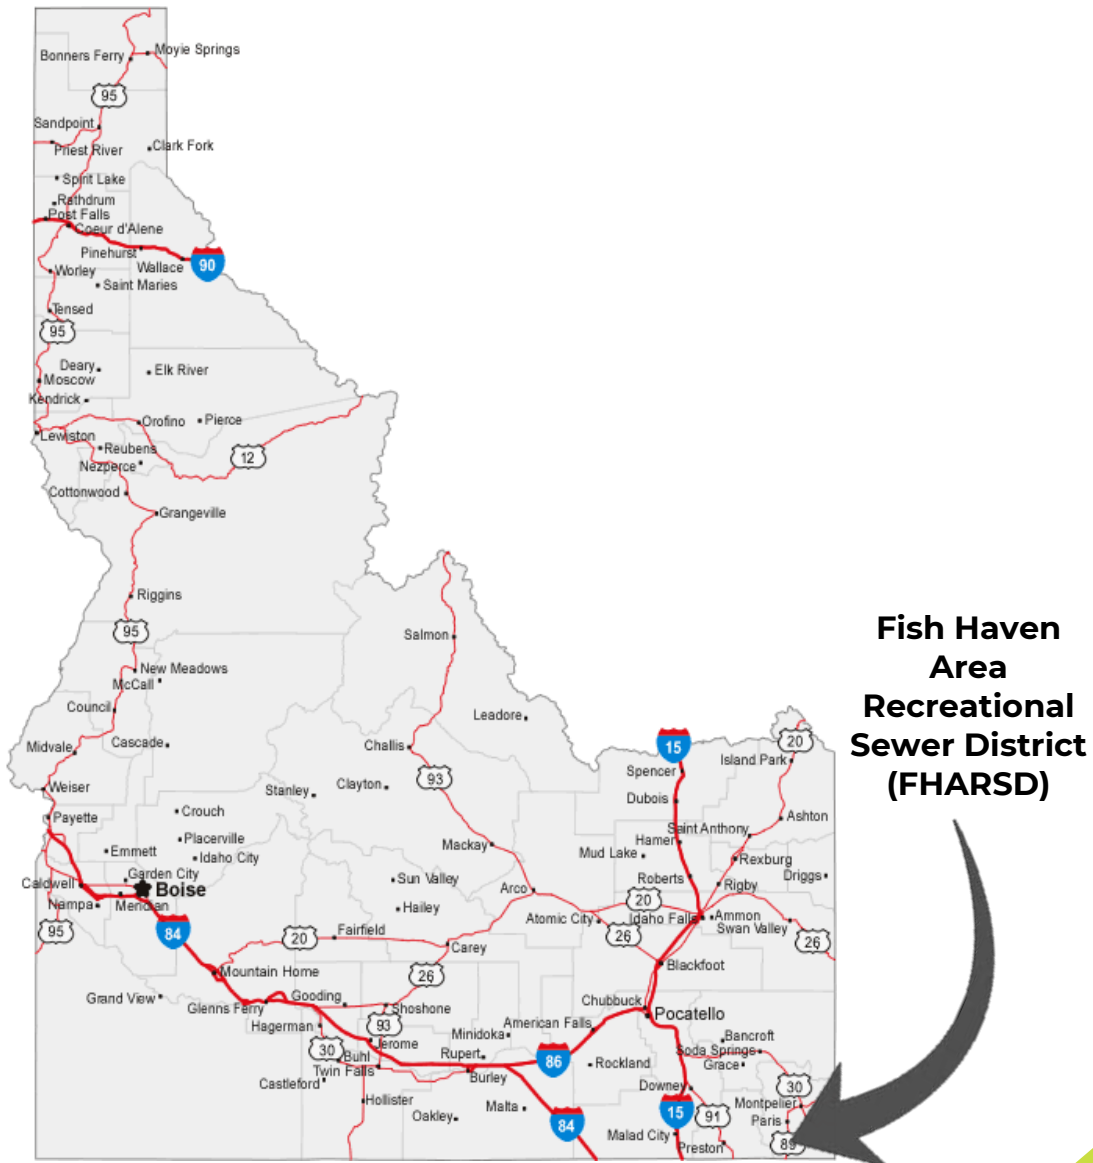 Moyie Springs
Bonners Ferry
95
Sandpoint
Priest River
Clark Fork
Spirit Lake
Rathdrum
Post Falls
Coeur d'Alene
Pinehurst
Wallace
90
Worley
Saint Maries
Tensed
95
Deary
Elk River
Moscow
Kendrick
Orofino
Pierce
Lewiston
Reubens
12
Nezperce
Cottonwood
Grangeville
Riggins
95
Salmon
New Meadows
McCall
Council
Leadore
Midvale
Cascade
Challis
15
20
Island Park
Spencer
93
Weiser
Stanley
Clayton
Dubois
Payette
Crouch
Ashton
Saint Anthony
Placerville
Hamer
Mackay
Emmett
Idaho City
Mud Lake
Rexburg
Garden City
Sun Valley
Roberts
Rigby
Driggs
Caldwell
Boise
Arco
Nampa
Meridian
Hailey
20
Atomic City
Idaho Falls
Ammon
Swan Valley
95
84
20
Fairfield
26
26
Carey
Mountain Home
26
Blackfoot
Grand View
Glenns Ferry
Gooding
Shoshone
Chubbuck
Pocatello
Hagerman
93
American Falls
Minidoka
Bancroft
30
Jerome
Buhl
Rupert
86
Rockland
Soda Springs
Grace
Twin Falls
Burley
Castleford
Downey
30
Hollister
Malta
Montpelier
Oakley
84
15
91
Paris
Malad City
Preston
89
Fish Haven
Area
Recreational
Sewer District
(FHARSD)